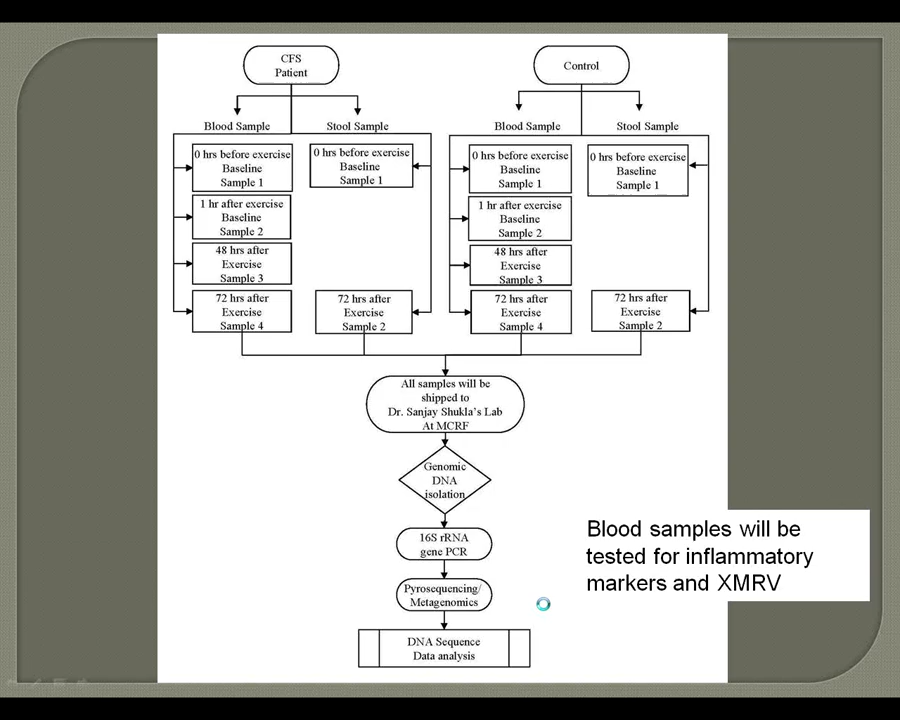 CFS
Patient
Control
Blood Sample
Stool Sample
Blood Sample
Stool Sample
0 hrs before exercise
Baseline
Sample 1
0 hrs before exercise
Baseline
Sample 1
0 hrs before exercise
Baseline
Sample 1
0 hrs before exercise
Baseline
Sample 1
1 hr after exercise
Baseline
Sample 2
1 hr after exercise
Baseline
Sample 2
48 hrs after
Exercise
Sample 3
48 hrs after
Exercise
Sample 3
72 hrs after
Exercise
Sample 4
72 hrs after
Exercise
Sample 2
72 hrs after
Exercise
Sample 4
72 hrs after
Exercise
Sample 2
All samples will be
shipped to
Dr. Sanjay Shukla's Lab
At MCRF
Genomic
DNA
isolation
16S rRNA
gene PCR
Pyrosequencing/
Metagenomics
DNA Sequence
Data analysis
Blood samples will be
tested for inflammatory
markers and XMRV